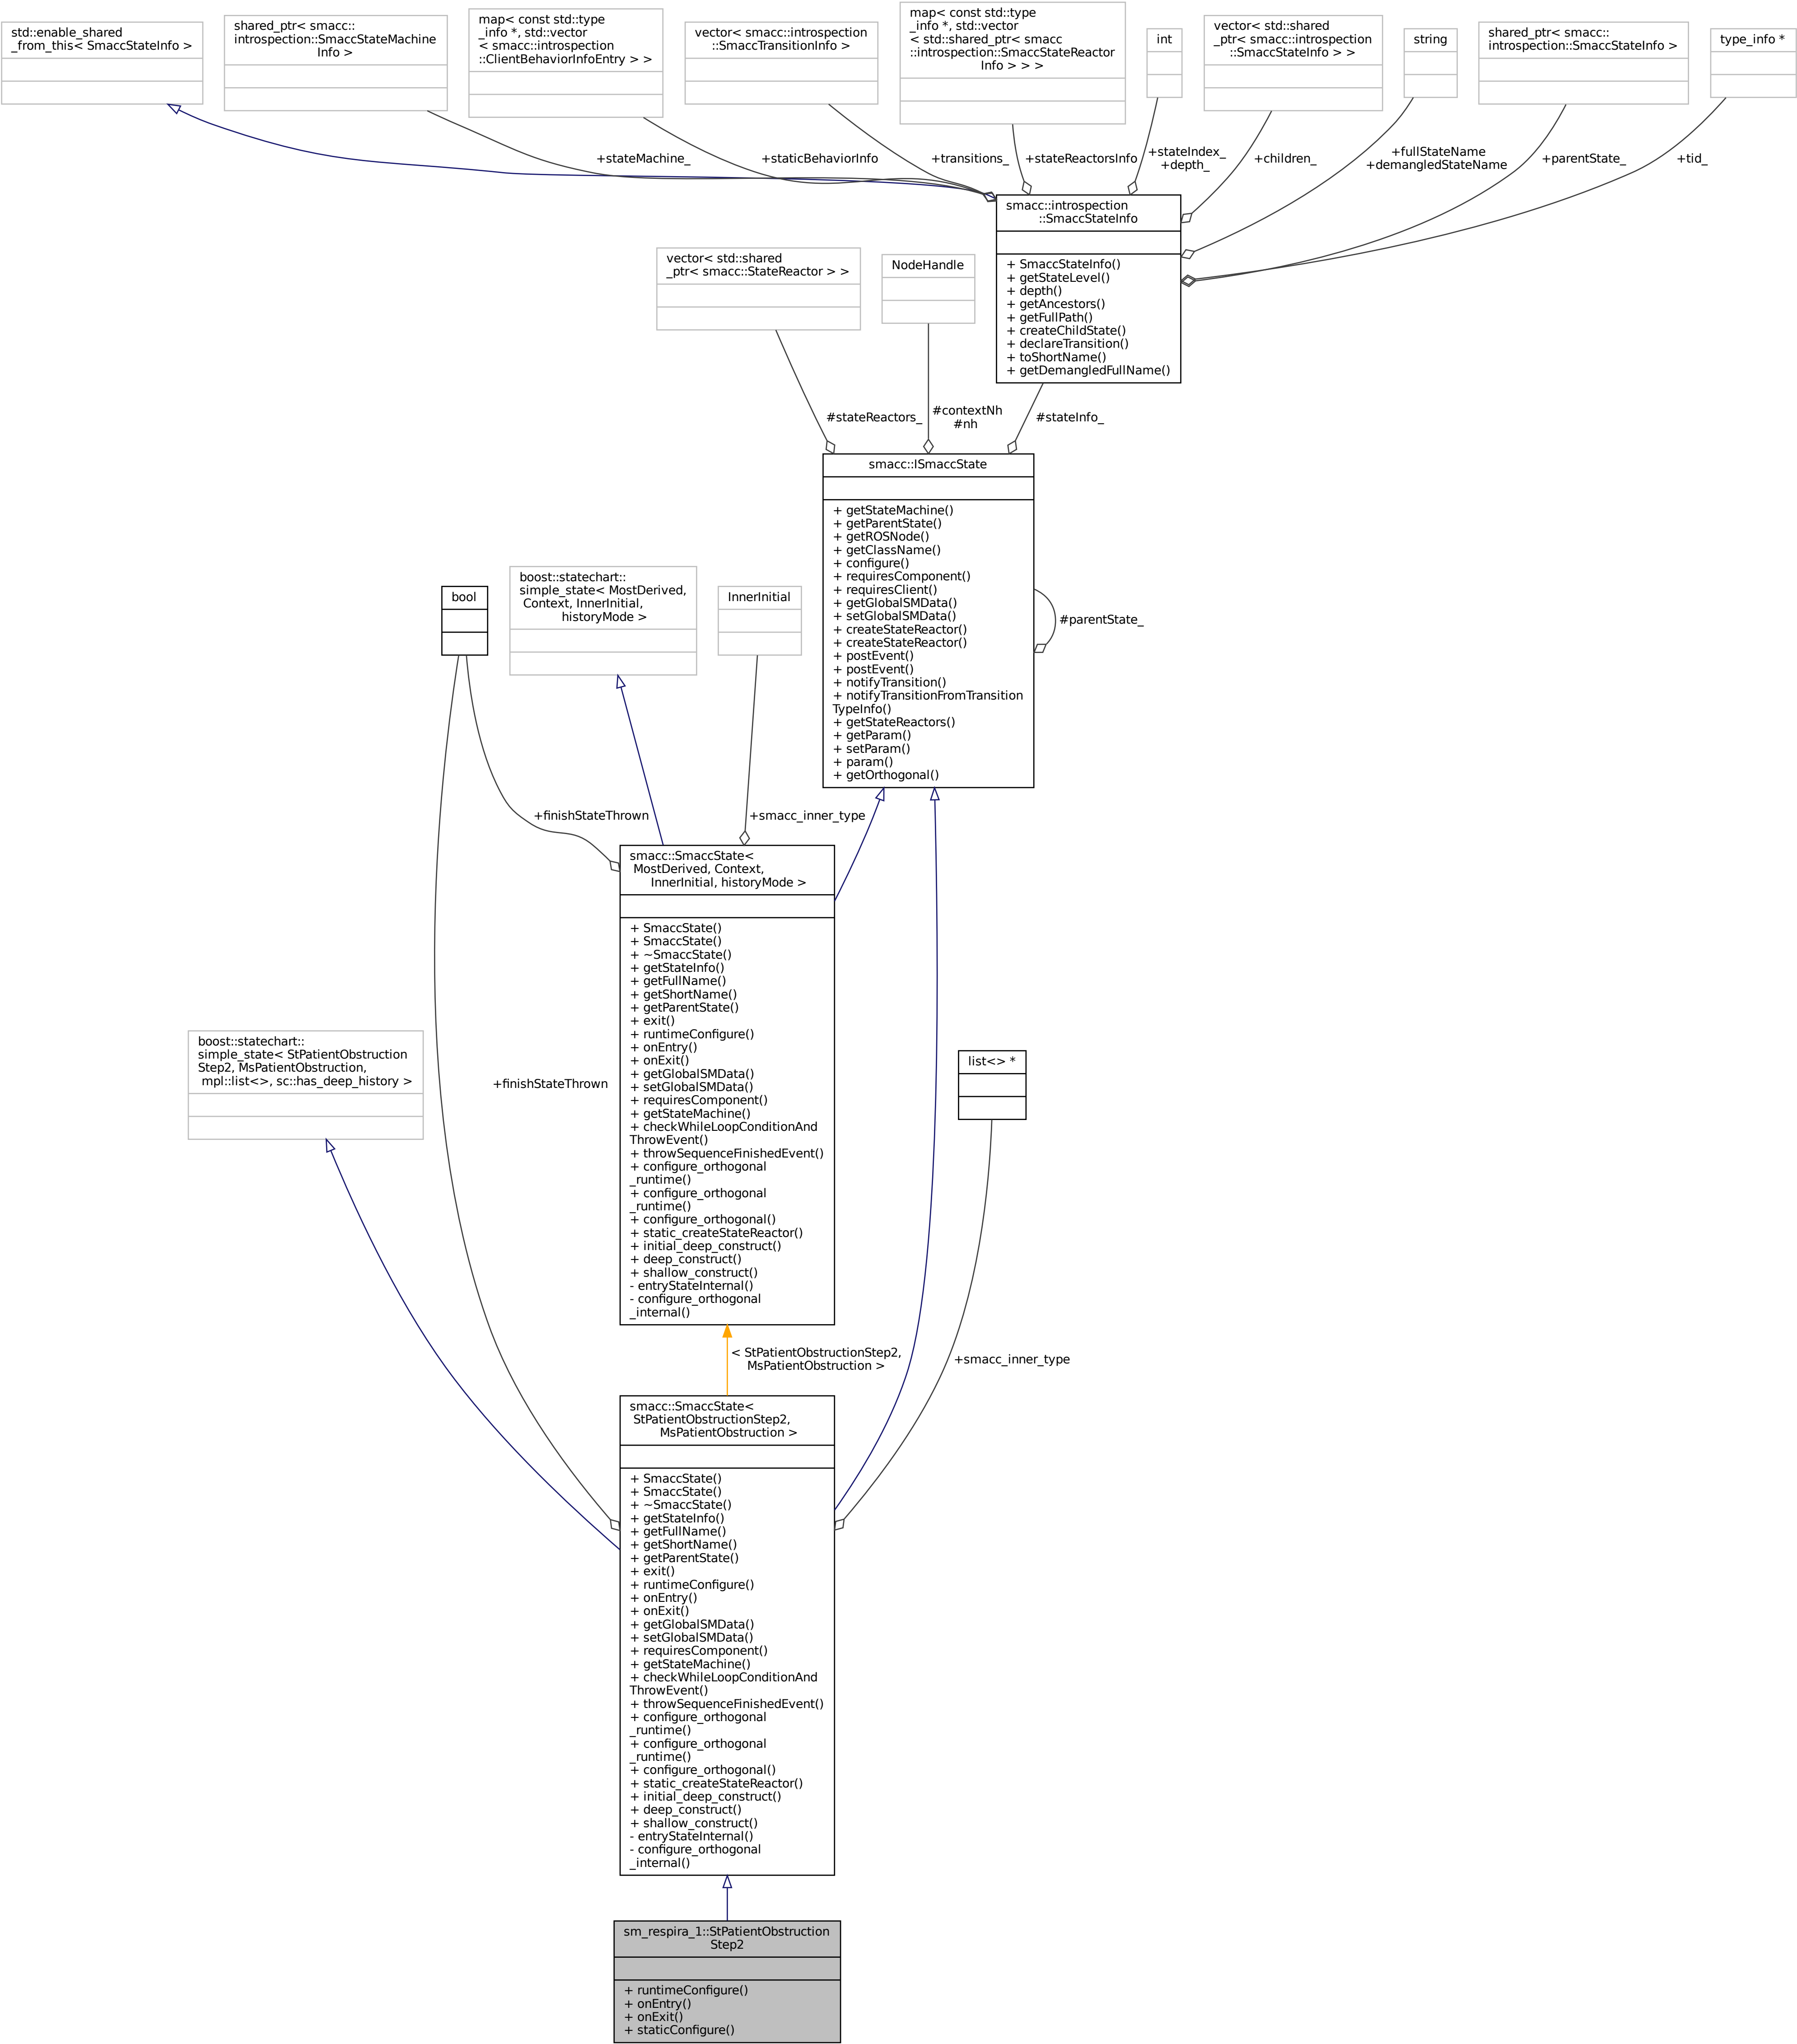 std::enable_shared
_from_this< SmaccStateInfo >
shared_ptr< smacc::
introspection::SmaccStateMachine
Info >
map< const std::type
_info *, std::vector
< smacc::introspection
::ClientBehaviorInfoEntry > >
vector< smacc::introspection
::SmaccTransitionInfo >
map< const std::type
_info *, std::vector
< std::shared_ptr< smacc
::introspection::SmaccStateReactor
Info > > >
int
vector< std::shared
_ptr< smacc::introspection
::SmaccStateInfo > >
string
shared_ptr< smacc::
introspection::SmaccStateInfo >
type_info *
+stateMachine_
+staticBehaviorInfo
+transitions_
+stateReactorsInfo
+stateIndex_
+depth_
+children_
+fullStateName
+demangledStateName
+parentState_
+tid_
smacc::introspection
::SmaccStateInfo
+ SmaccStateInfo()
+ getStateLevel()
+ depth()
+ getAncestors()
+ getFullPath()
+ createChildState()
+ declareTransition()
+ toShortName()
+ getDemangledFullName()
vector< std::shared
_ptr< smacc::StateReactor > >
NodeHandle
#stateReactors_
#contextNh
#nh
#stateInfo_
smacc::ISmaccState
+ getStateMachine()
+ getParentState()
+ getROSNode()
+ getClassName()
+ configure()
+ requiresComponent()
+ requiresClient()
+ getGlobalSMData()
+ setGlobalSMData()
+ createStateReactor()
+ createStateReactor()
+ postEvent()
+ postEvent()
+ notifyTransition()
+ notifyTransitionFromTransition
TypeInfo()
+ getStateReactors()
+ getParam()
+ setParam()
+ param()
+ getOrthogonal()
#parentState_
bool
boost::statechart::
simple_state< MostDerived,
Context, InnerInitial,
historyMode >
InnerInitial
+finishStateThrown
+smacc_inner_type
smacc::SmaccState<
MostDerived, Context,
InnerInitial, historyMode >
+ SmaccState()
+ SmaccState()
+ ~SmaccState()
+ getStateInfo()
+ getFullName()
+ getShortName()
+ getParentState()
+ exit()
+ runtimeConfigure()
+ onEntry()
+ onExit()
+ getGlobalSMData()
+ setGlobalSMData()
+ requiresComponent()
+ getStateMachine()
+ checkWhileLoopConditionAnd
ThrowEvent()
+ throwSequenceFinishedEvent()
+ configure_orthogonal
_runtime()
+ configure_orthogonal
_runtime()
+ configure_orthogonal()
+ static_createStateReactor()
+ initial_deep_construct()
+ deep_construct()
+ shallow_construct()
- entryStateInternal()
- configure_orthogonal
_internal()
boost::statechart::
simple_state< StPatientObstruction
Step2, MsPatientObstruction,
mpl::list<>, sc::has_deep_history >
+finishStateThrown
list<> *
< StPatientObstructionStep2,
MsPatientObstruction >
+smacc_inner_type
smacc::SmaccState<
StPatientObstructionStep2,
MsPatientObstruction >
+ SmaccState()
+ SmaccState()
+ ~SmaccState()
+ getStateInfo()
+ getFullName()
+ getShortName()
+ getParentState()
+ exit()
+ runtimeConfigure()
+ onEntry()
+ onExit()
+ getGlobalSMData()
+ setGlobalSMData()
+ requiresComponent()
+ getStateMachine()
+ checkWhileLoopConditionAnd
ThrowEvent()
+ throwSequenceFinishedEvent()
+ configure_orthogonal
_runtime()
+ configure_orthogonal
_runtime()
+ configure_orthogonal()
+ static_createStateReactor()
+ initial_deep_construct()
+ deep_construct()
+ shallow_construct()
- entryStateInternal()
- configure_orthogonal
_internal()
sm_respira_1::StPatientObstruction
Step2
+ runtimeConfigure()
+ onEntry()
+ onExit()
+ staticConfigure()